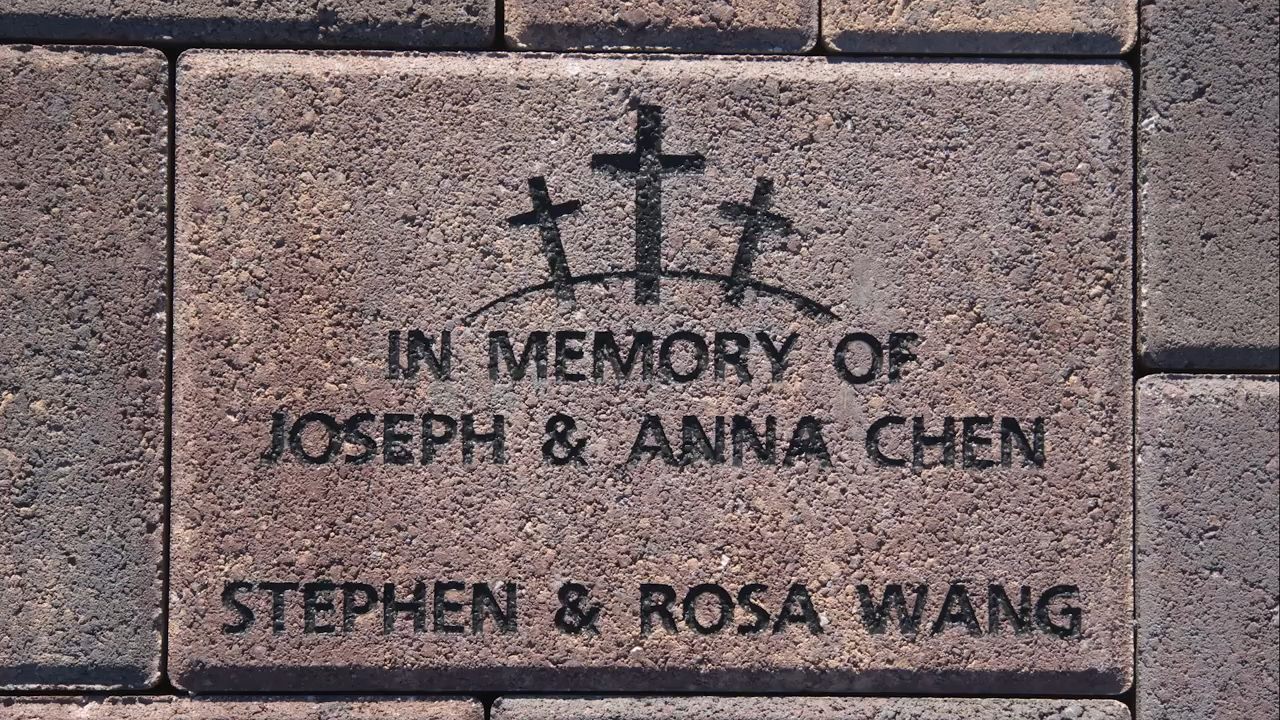 IN MEMORY OF
JOSEPH & ANNA CHEN
STEPHEN & ROSA WANG